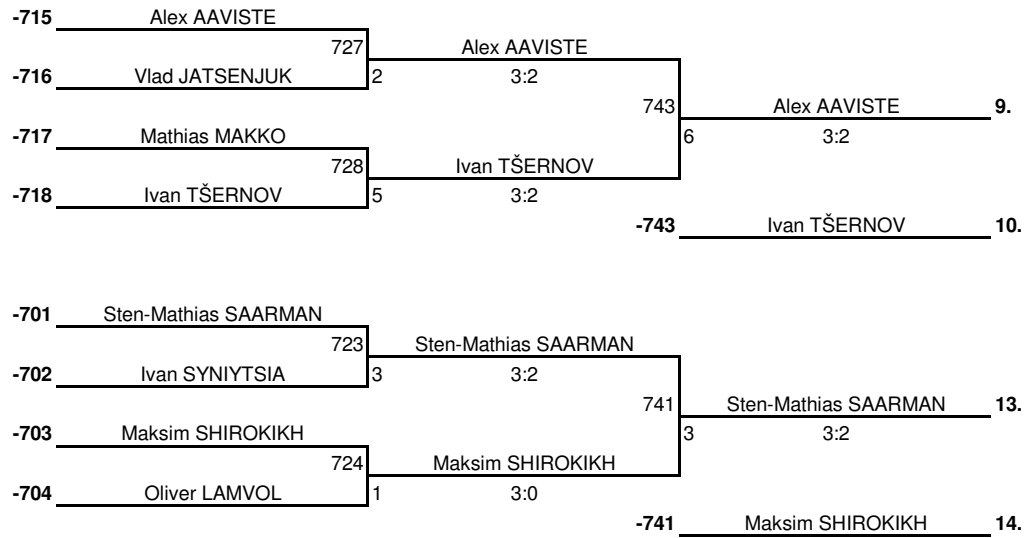 -715 Alex AAVISTE
727 Alex AAVISTE
-716 Vlad JATSENJUK 2 3:2
743 Alex AAVISTE 9.
-717 Mathias MAKKO 6 3:2
728 Ivan TŠERNOV
-718 Ivan TŠERNOV 5 3:2
-743 Ivan TŠERNOV 10.
-701 Sten-Mathias SAARMAN
723 Sten-Mathias SAARMAN
-702 Ivan SYNIYTSIA 3 3:2
741 Sten-Mathias SAARMAN 13.
-703 Maksim SHIROKIKH 3 3:2
724 Maksim SHIROKIKH
-704 Oliver LAMVOL 1 3:0
-741 Maksim SHIROKIKH 14.